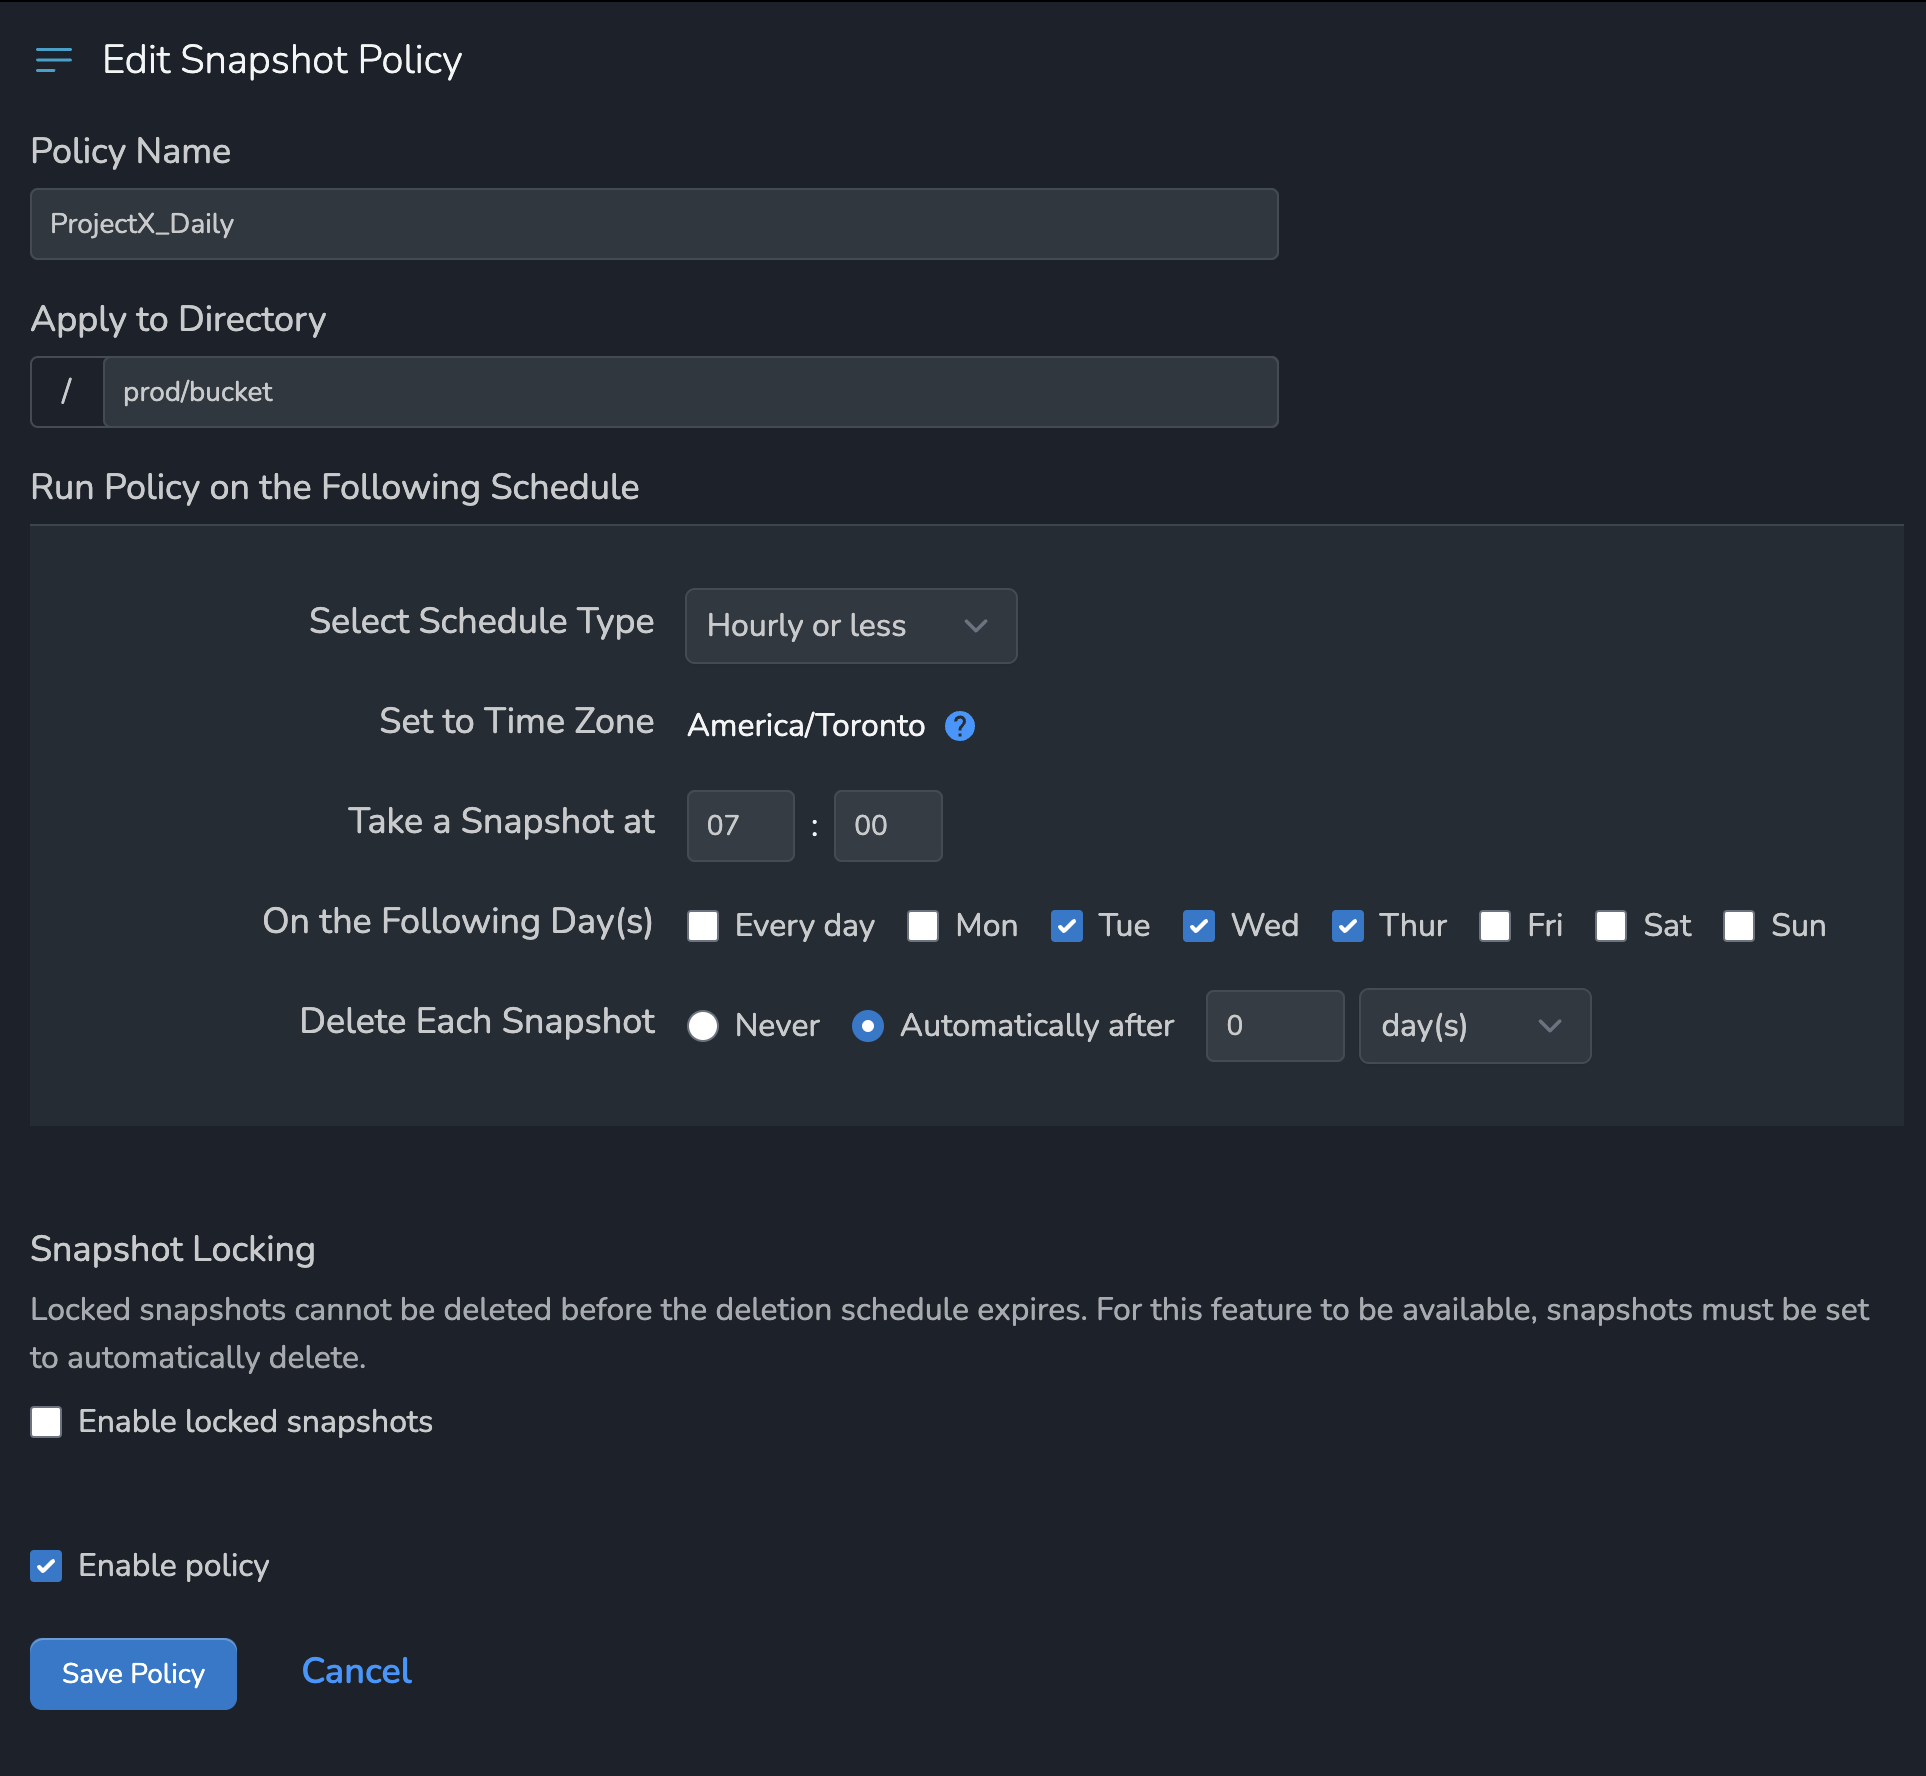 Edit Snapshot Policy
Policy Name
ProjectX_Daily
Apply to Directory
/ prod/bucket
Run Policy on the Following Schedule
Select Schedule Type Hourly or less
Set to Time Zone America/Toronto ?
Take a Snapshot at 07 : 00
On the Following Day(s) Every day Mon Tue Wed Thur Fri Sat Sun
Delete Each Snapshot Never Automatically after 0 day(s)
Snapshot Locking
Locked snapshots cannot be deleted before the deletion schedule expires. For this feature to be available, snapshots must be set
to automatically delete.
Enable locked snapshots
Enable policy
Save Policy Cancel